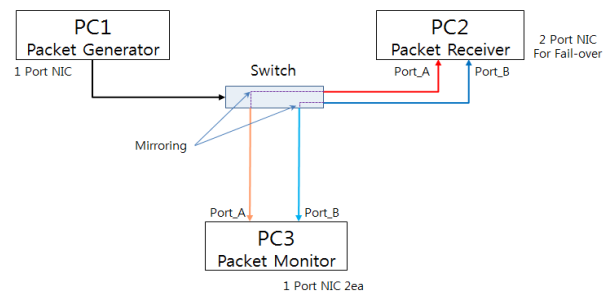 PC1
Packet Generator
1 Port NIC
PC2
Packet Receiver
2 Port NIC
For Fail-over
Port_A
Port_B
Switch
Mirroring
Port_A
Port_B
PC3
Packet Monitor
1 Port NIC 2ea